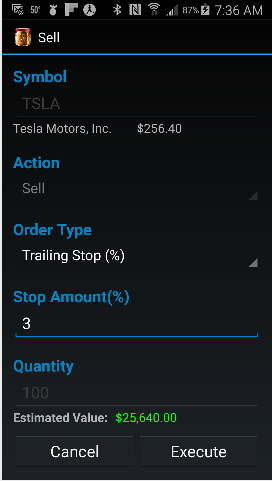 50° 87% 7:36 AM
Sell
Symbol
TSLA
Tesla Motors, Inc. $256.40
Action
Sell
Order Type
Trailing Stop (%)
Stop Amount(%)
3
Quantity
100
Estimated Value: $25,640.00
Cancel Execute